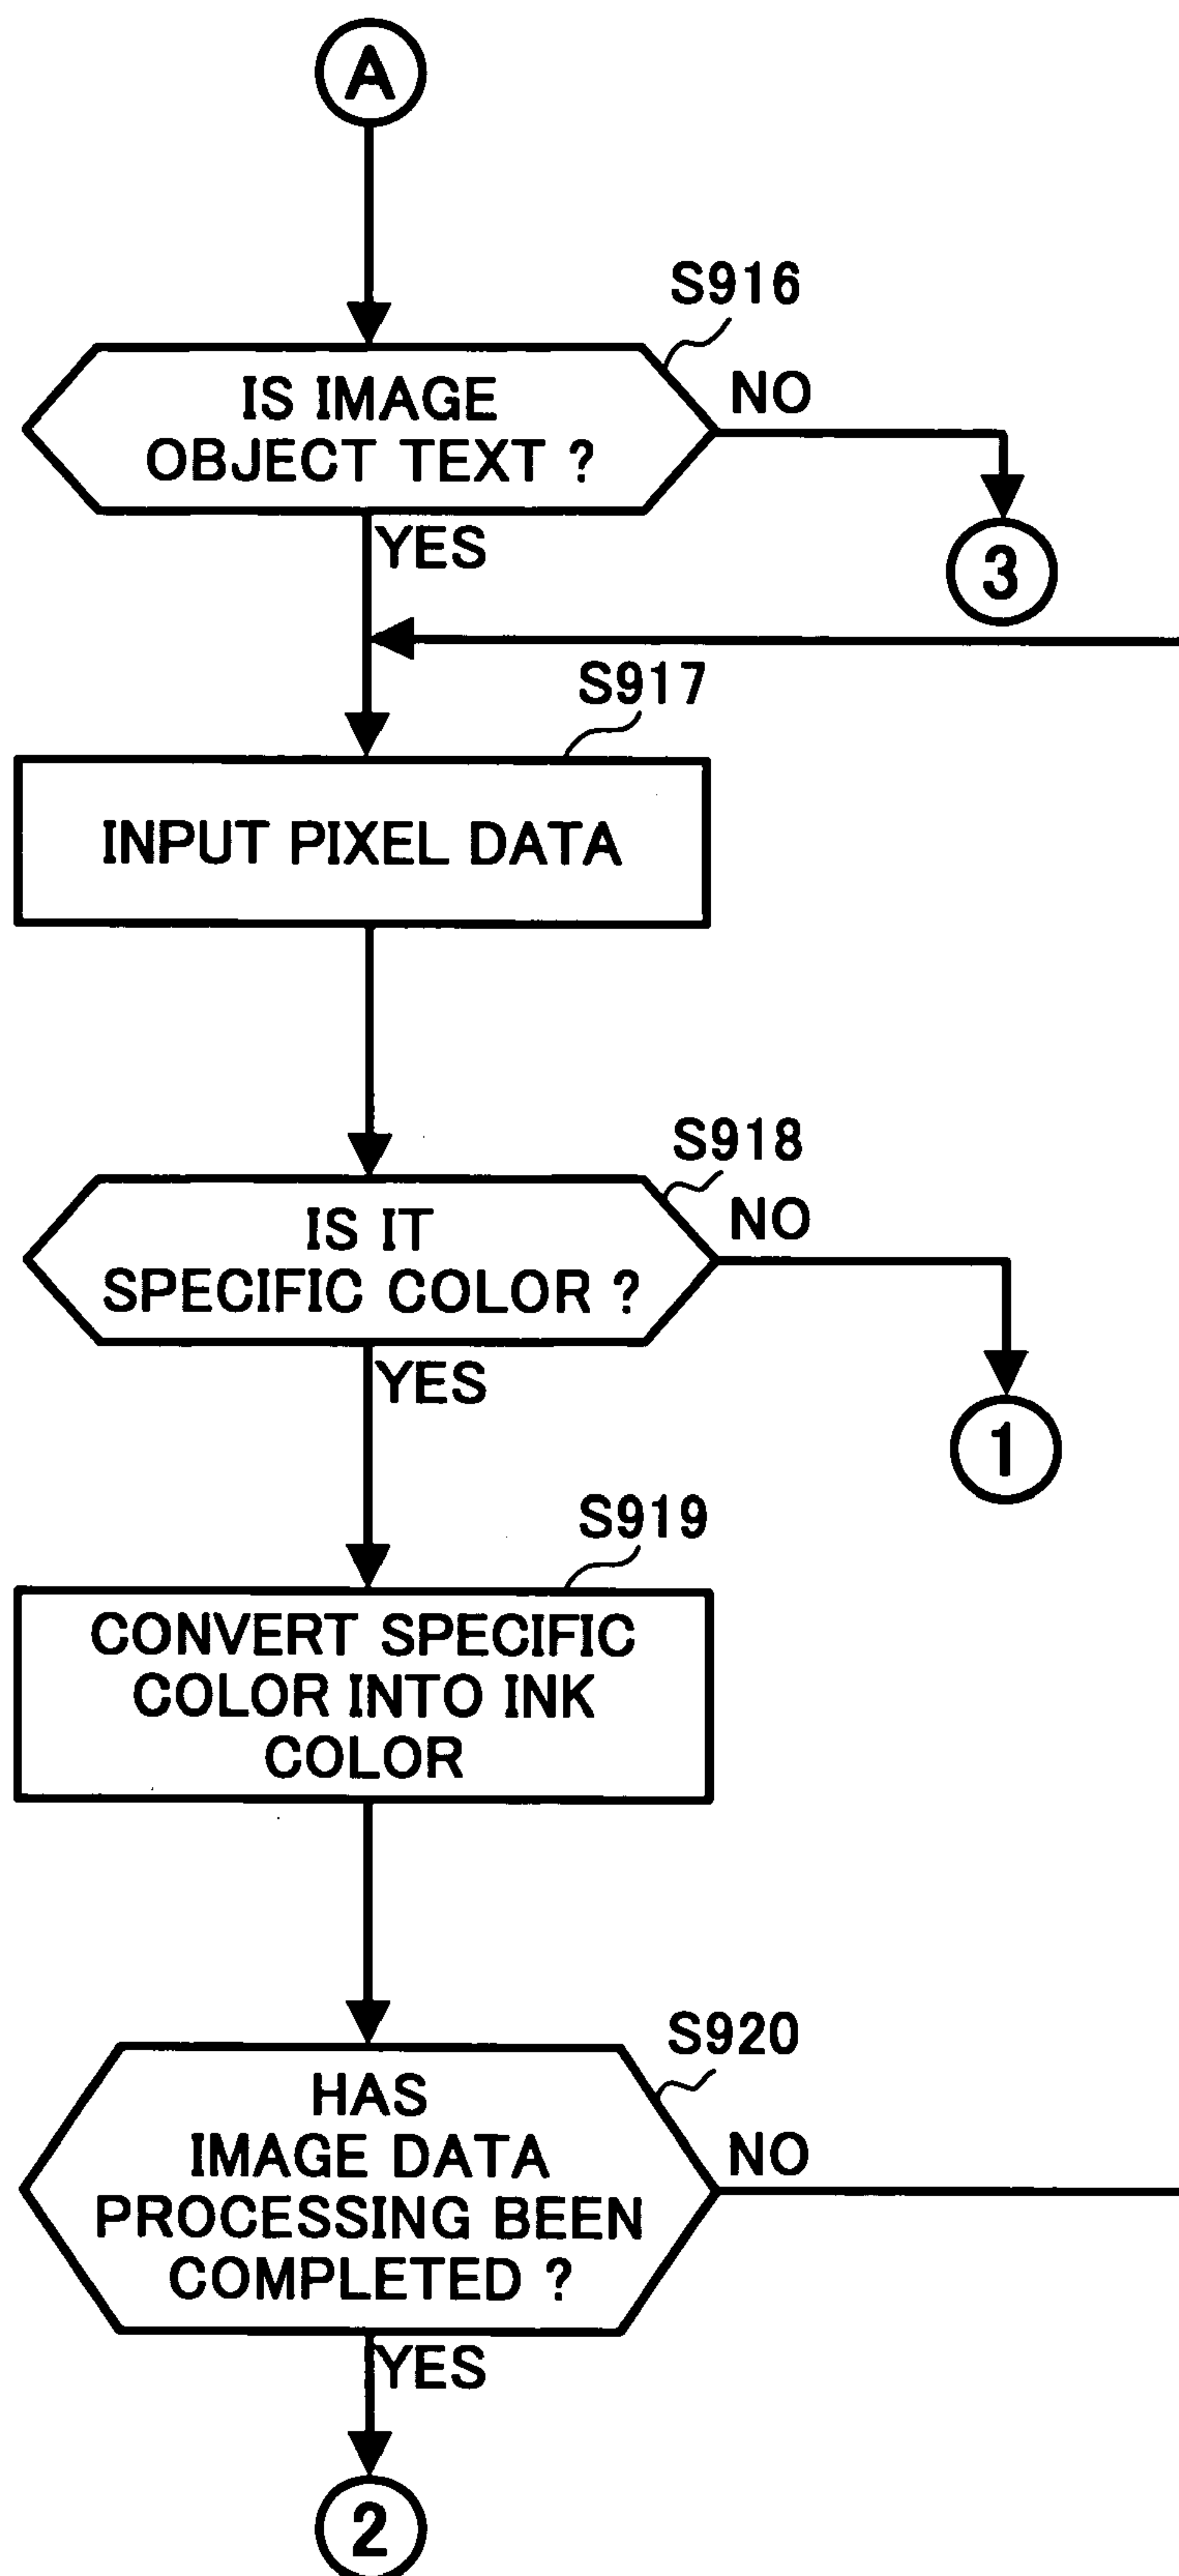 A
S916
IS IMAGE
OBJECT TEXT ?
NO
YES
3
S917
INPUT PIXEL DATA
S918
IS IT
SPECIFIC COLOR ?
NO
YES
1
S919
CONVERT SPECIFIC
COLOR INTO INK
COLOR
S920
HAS
IMAGE DATA
PROCESSING BEEN
COMPLETED ?
NO
YES
2